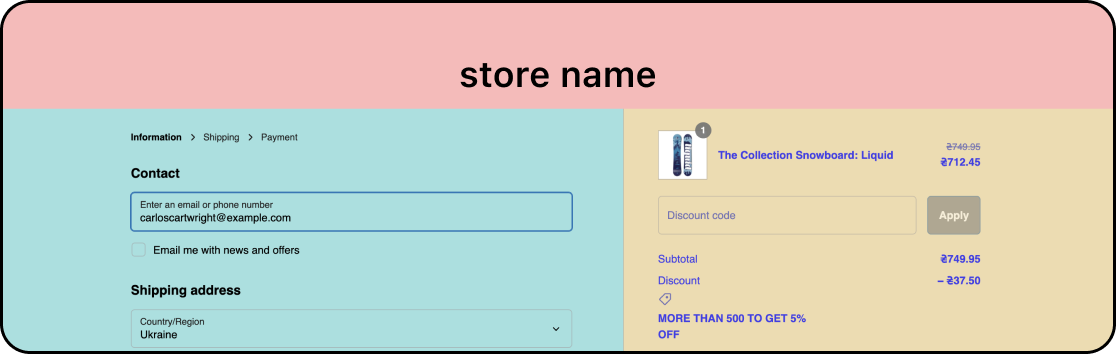 store name
Information > Shipping > Payment
Contact
Enter an email or phone number
carloscartwright@example.com
Email me with news and offers
Shipping address
Country/Region
Ukraine
1
The Collection Snowboard: Liquid
₴749.95
₴712.45
Discount code
Apply
Subtotal ₴749.95
Discount – ₴37.50
MORE THAN 500 TO GET 5%
OFF